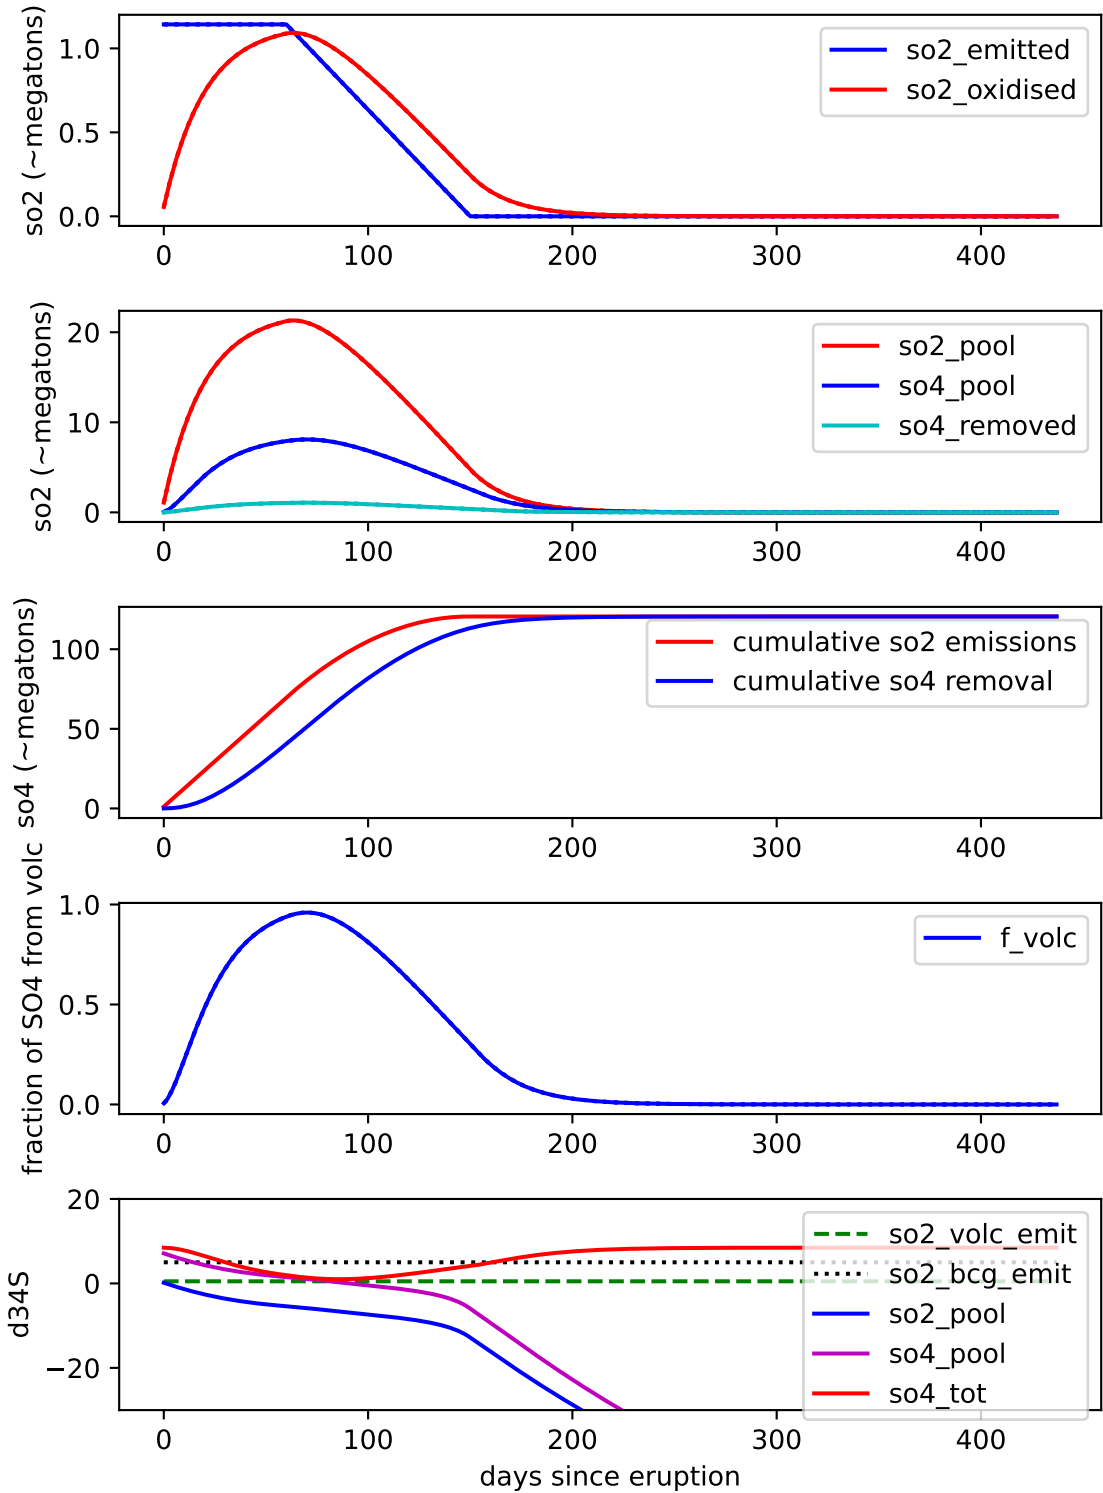 so2 (~megatons)
1.0
0.5
0.0
so2_emitted
so2_oxidised
0 100 200 300 400
so2 (~megatons)
20
10
0
so2_pool
so4_pool
so4_removed
0 100 200 300 400
so4 (~megatons)
100
50
0
cumulative so2 emissions
cumulative so4 removal
0 100 200 300 400
fraction of SO4 from volc
1.0
0.5
0.0
f_volc
0 100 200 300 400
d34S
20
0
−20
so2_volc_emit
so2_bcg_emit
so2_pool
so4_pool
so4_tot
0 100 200 300 400
days since eruption